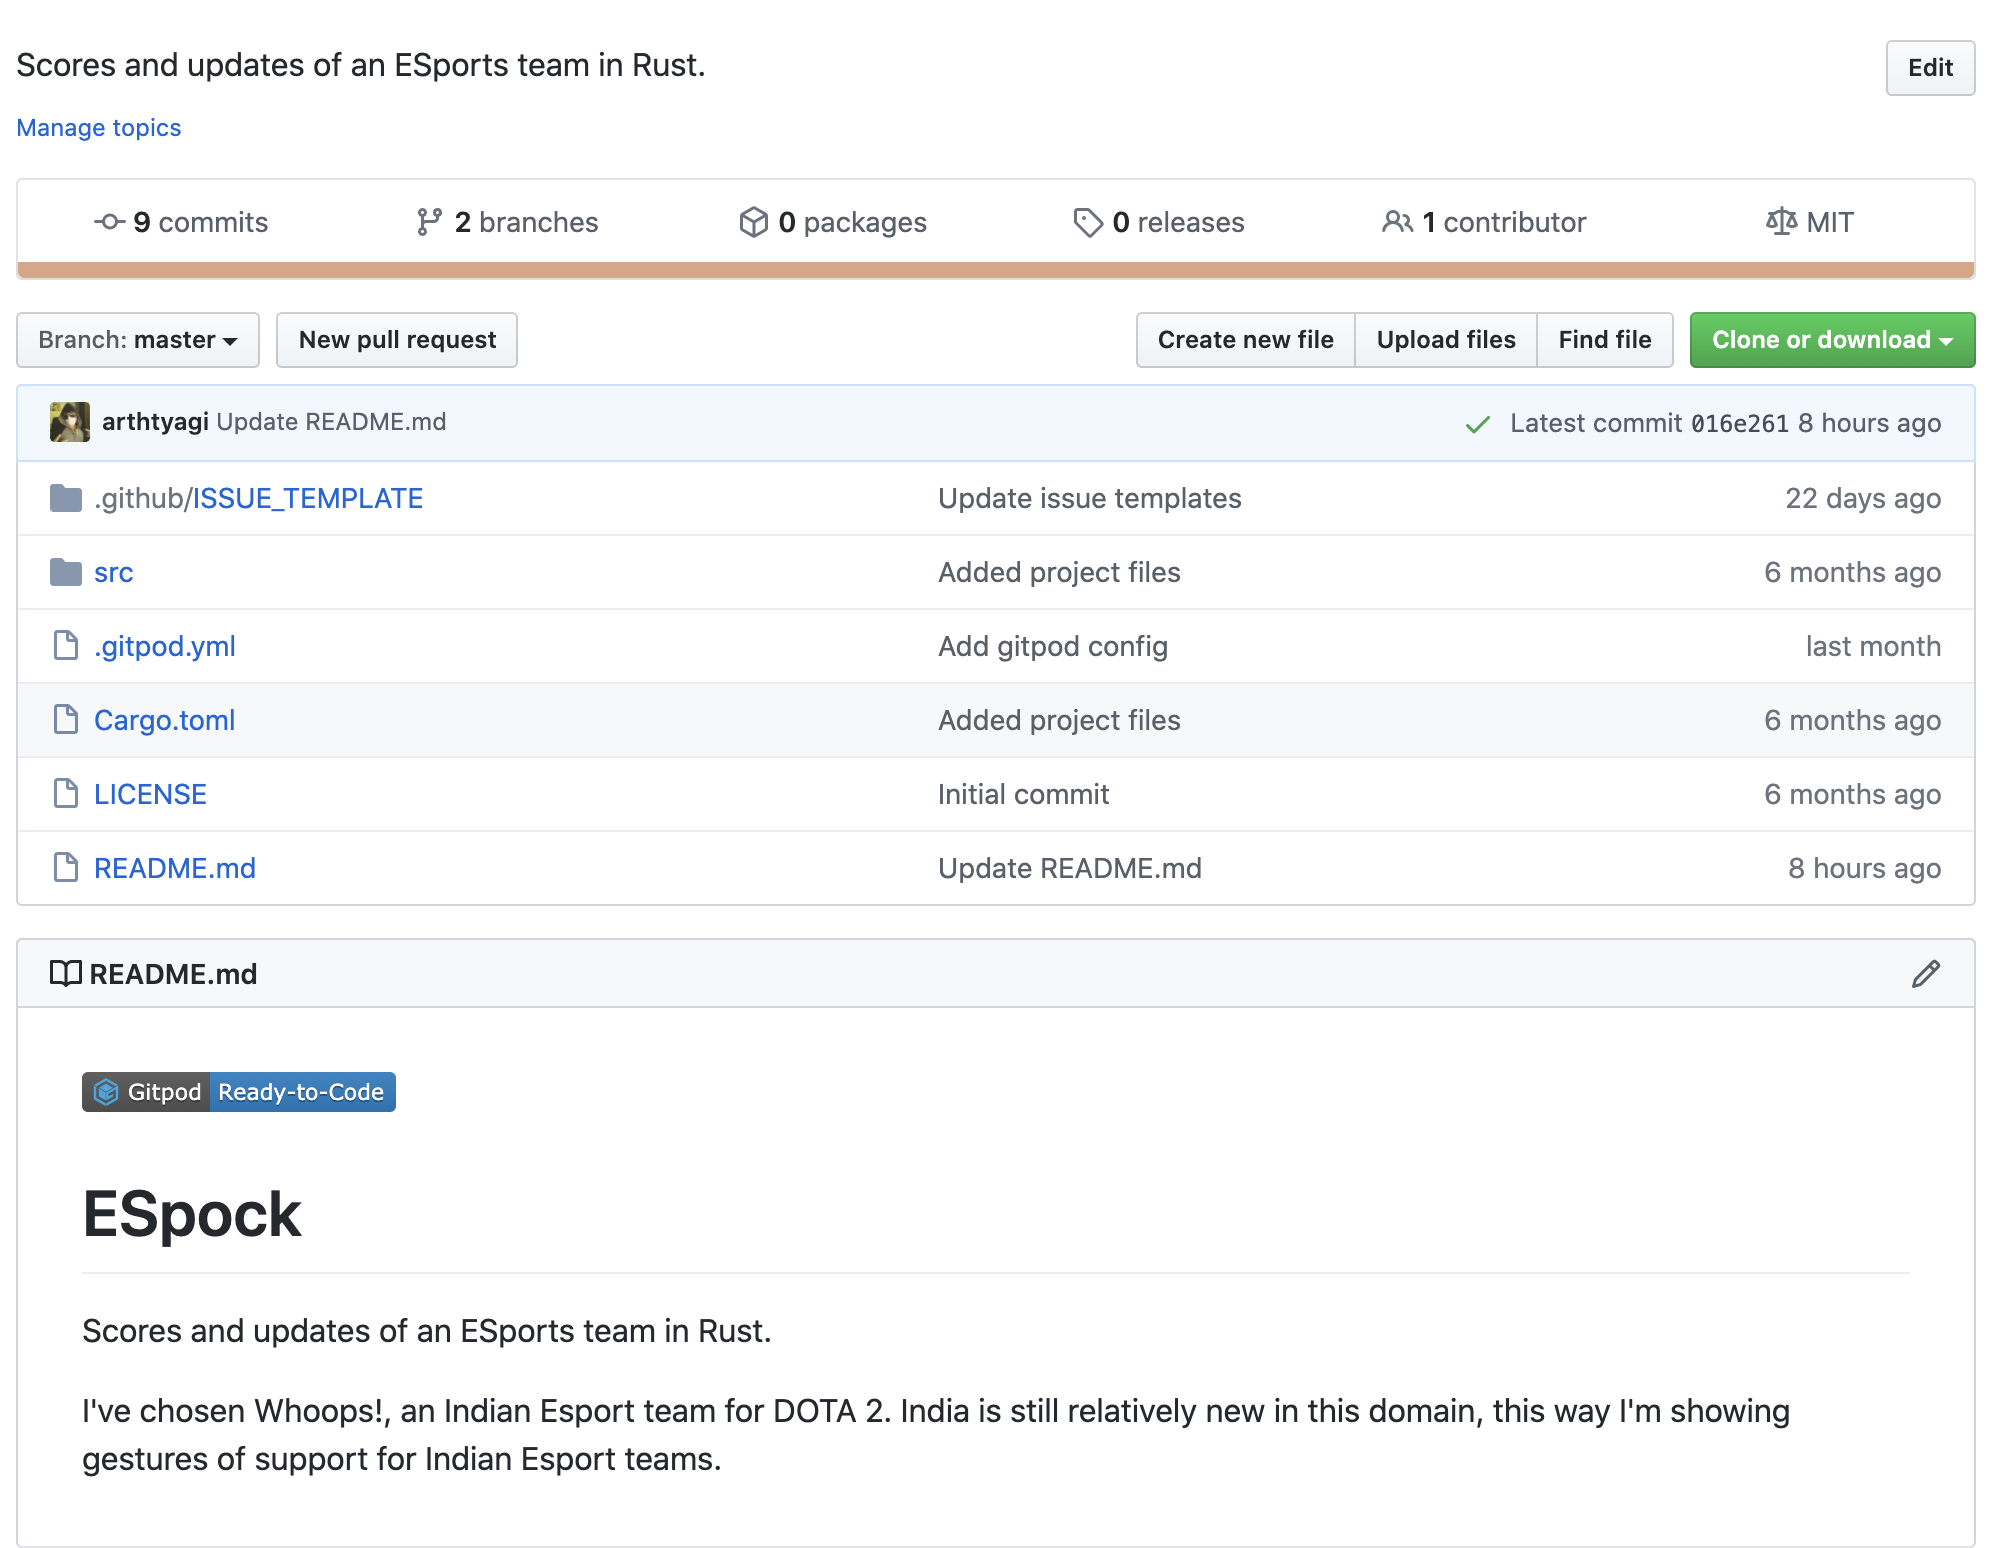 Scores and updates of an ESports team in Rust.
Edit
Manage topics
9 commits 2 branches 0 packages 0 releases 1 contributor MIT
Branch: master New pull request Create new file Upload files Find file Clone or download
arthtyagi Update README.md Latest commit 016e261 8 hours ago
.github/ISSUE_TEMPLATE Update issue templates 22 days ago
src Added project files 6 months ago
.gitpod.yml Add gitpod config last month
Cargo.toml Added project files 6 months ago
LICENSE Initial commit 6 months ago
README.md Update README.md 8 hours ago
README.md
Gitpod Ready-to-Code
ESpock
Scores and updates of an ESports team in Rust.
I've chosen Whoops!, an Indian Esport team for DOTA 2. India is still relatively new in this domain, this way I'm showing
gestures of support for Indian Esport teams.